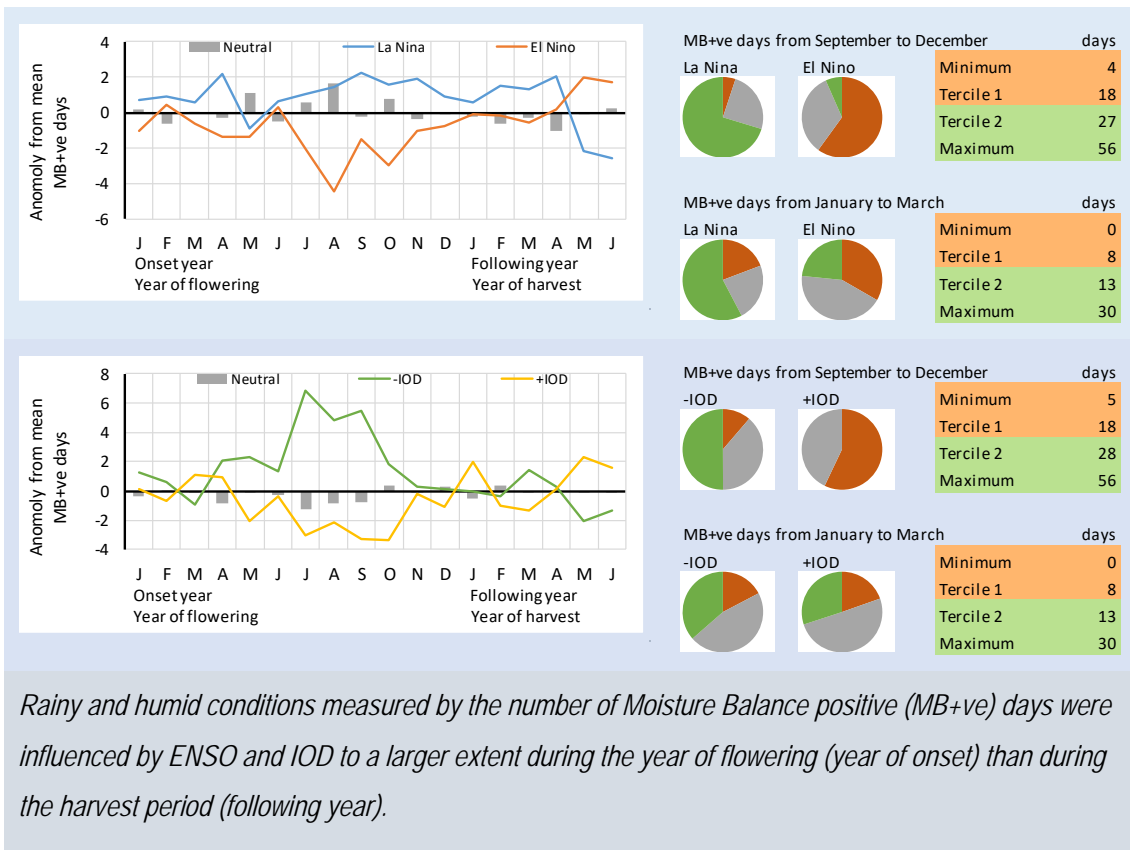 Neutral La Nina El Nino
4
2
0
-2
-4
-6
Anomoly from mean
MB+ve days
J F M A M J J A S O N D J F M A M J
Onset year Following year
Year of flowering Year of harvest
MB+ve days from September to December days
La Nina El Nino
Minimum 4
Tercile 1 18
Tercile 2 27
Maximum 56
MB+ve days from January to March days
La Nina El Nino
Minimum 0
Tercile 1 8
Tercile 2 13
Maximum 30
Neutral -IOD +IOD
8
6
4
2
0
-2
-4
Anomoly from mean
MB+ve days
J F M A M J J A S O N D J F M A M J
Onset year Following year
Year of flowering Year of harvest
MB+ve days from September to December days
-IOD +IOD
Minimum 5
Tercile 1 18
Tercile 2 28
Maximum 56
MB+ve days from January to March days
-IOD +IOD
Minimum 0
Tercile 1 8
Tercile 2 13
Maximum 30
Rainy and humid conditions measured by the number of Moisture Balance positive (MB+ve) days were
influenced by ENSO and IOD to a larger extent during the year of flowering (year of onset) than during
the harvest period (following year).